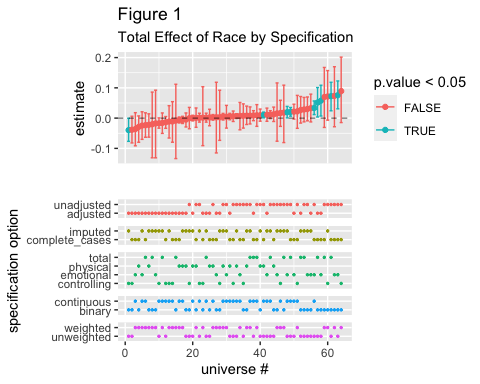 Figure 1
Total Effect of Race by Specification
0.2
0.1
0.0
-0.1
estimate
p.value < 0.05
FALSE
TRUE
unadjusted
adjusted
imputed
complete_cases
total
physical
emotional
controlling
continuous
binary
weighted
unweighted
specification option
0
20
40
60
universe #